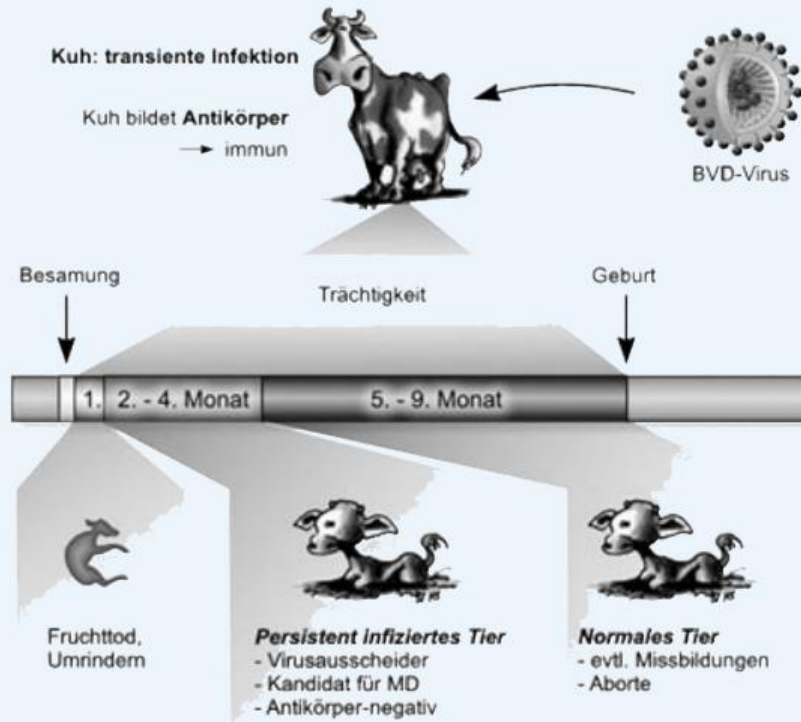 Kuh: transiente Infektion
Kuh bildet Antikörper
→ immun
BVD-Virus
Besamung
Trächtigkeit
Geburt
1.
2. - 4. Monat
5. - 9. Monat
Fruchttod,
Umrindern
Persistent infiziertes Tier
- Virusausscheider
- Kandidat für MD
- Antikörper-negativ
Normales Tier
- evtl. Missbildungen
- Aborte